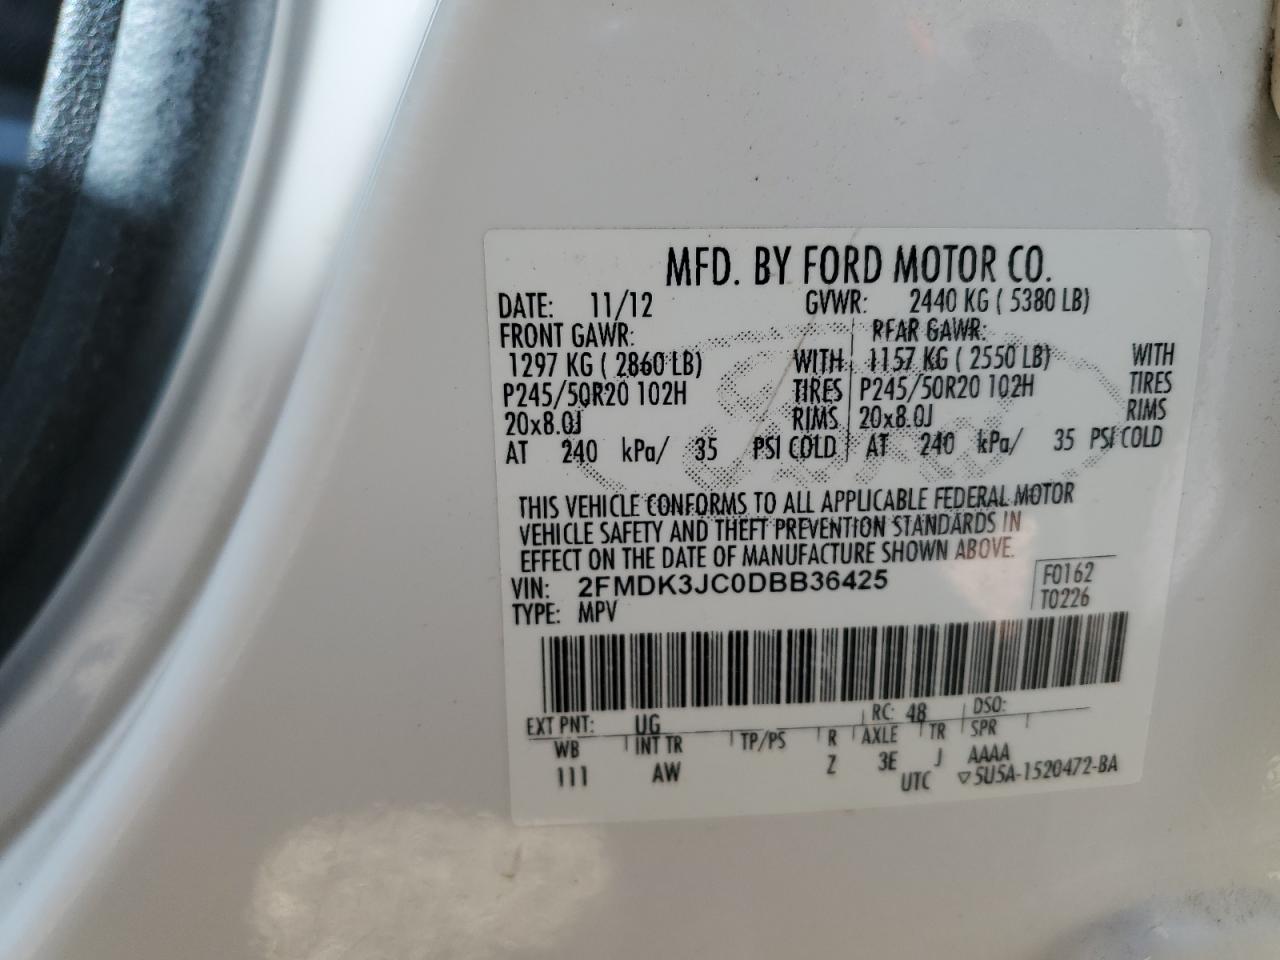 MFD. BY FORD MOTOR CO.
DATE: 11/12 GVWR: 2440 KG ( 5380 LB)
FRONT GAWR: REAR GAWR:
1297 KG ( 2860 LB) WITH 1157 KG ( 2550 LB) WITH
P245/50R20 102H TIRES P245/50R20 102H TIRES
20x8.0J RIMS 20x8.0J RIMS
AT 240 kPa/ 35 PSI COLD AT 240 kPa/ 35 PSI COLD
THIS VEHICLE CONFORMS TO ALL APPLICABLE FEDERAL MOTOR
VEHICLE SAFETY AND THEFT PREVENTION STANDARDS IN
EFFECT ON THE DATE OF MANUFACTURE SHOWN ABOVE.
VIN: 2FMDK3JC0DBB36425 F0162
TYPE: MPV T0226
EXT PNT: UG RC: 48 DSO:
WB INT TR TP/PS R AXLE TR SPR
111 AW Z 3E J AAAA
UTC ▽5U5A-1520472-BA